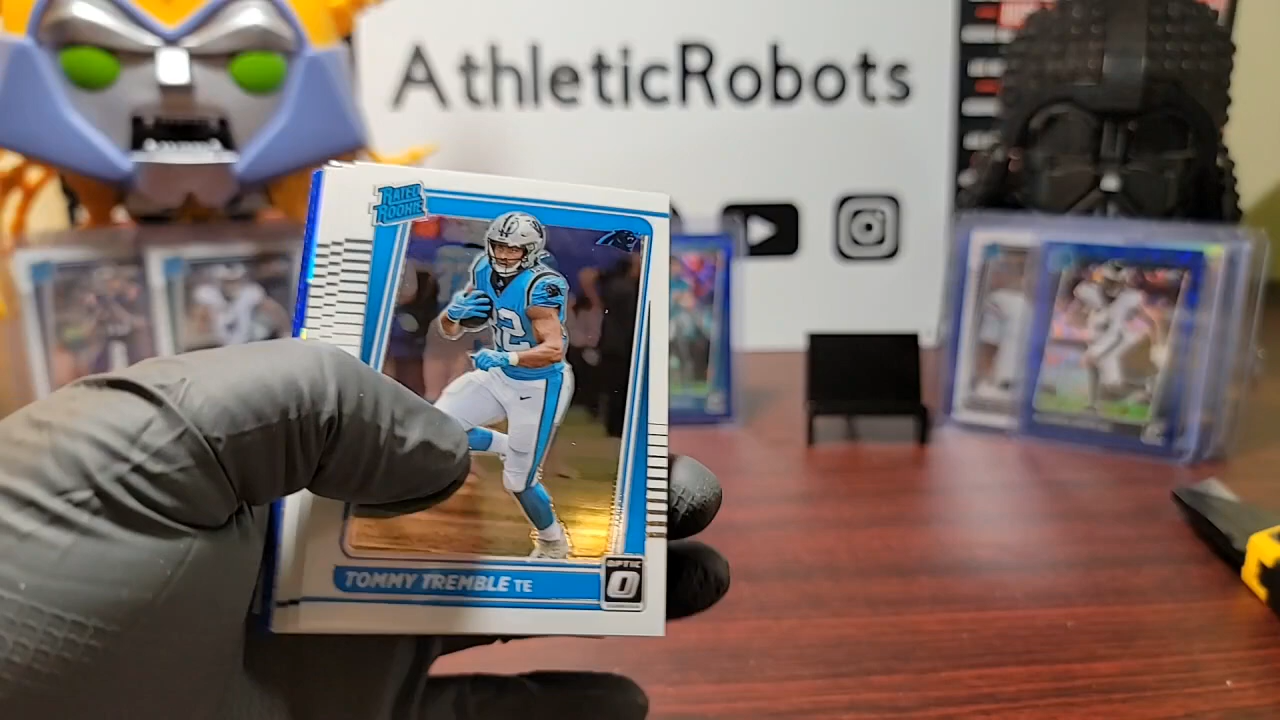 AthleticRobots
RATED
ROOKIE
TOMMY TREMBLE TE
OPTIC
O